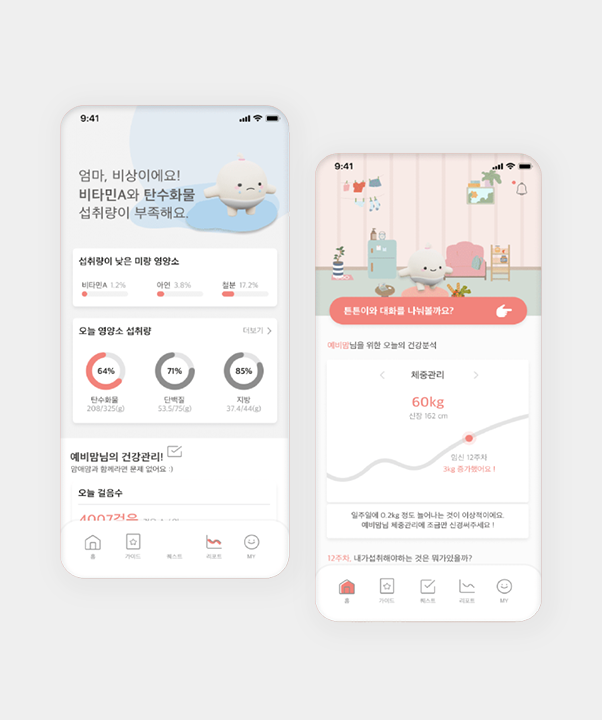 9:41
엄마, 비상이에요!
비타민A와 탄수화물
섭취량이 부족해요.
섭취량이 낮은 미량 영양소
비타민A 1.2%
아연 3.8%
철분 17.2%
오늘 영양소 섭취량
더보기
64%
71%
85%
탄수화물
단백질
지방
208/325(g)
53.5/75(g)
37.4/44(g)
예비맘님의 건강관리!
맘애얌과 함께라면 문제 없어요 :)
오늘 걸음수
4007걸음
홈
가이드
퀘스트
리포트
MY
9:41
튼튼이와 대화를 나눠볼까요?
예비맘님을 위한 오늘의 건강분석
체중관리
60kg
신장 162 cm
임신 12주차
3kg 증가했어요 !
일주일에 0.2kg 정도 늘어나는 것이 이상적이에요.
예비맘님 체중관리에 조금만 신경써주세요 !
12주차, 내가섭취해야하는 것은 뭐가있을까?
홈
가이드
퀘스트
리포트
MY